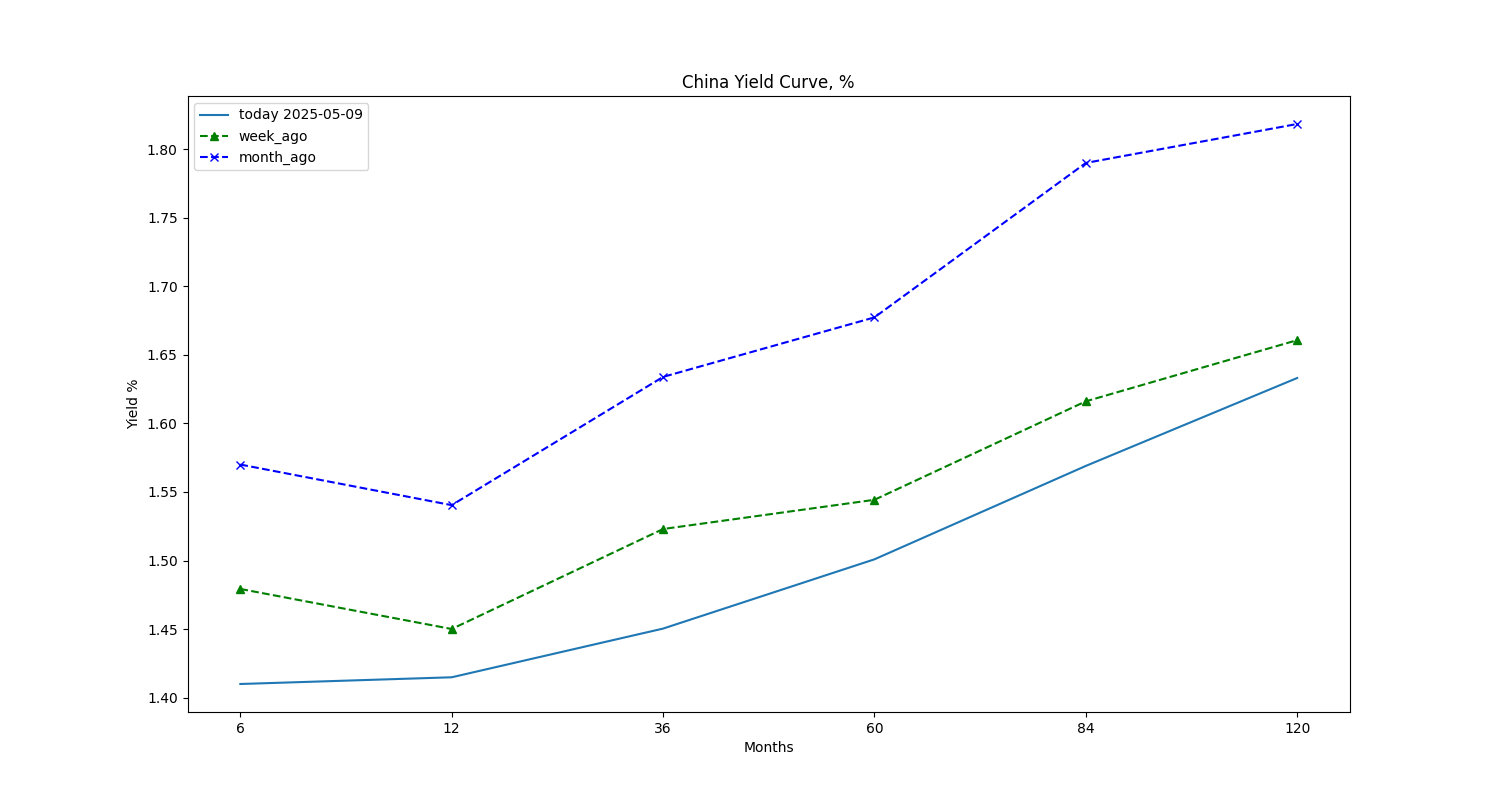 China Yield Curve, %
today 2025-05-09
week_ago
month_ago
1.80
1.75
1.70
1.65
1.60
1.55
1.50
1.45
1.40
Yield %
6 12 36 60 84 120
Months